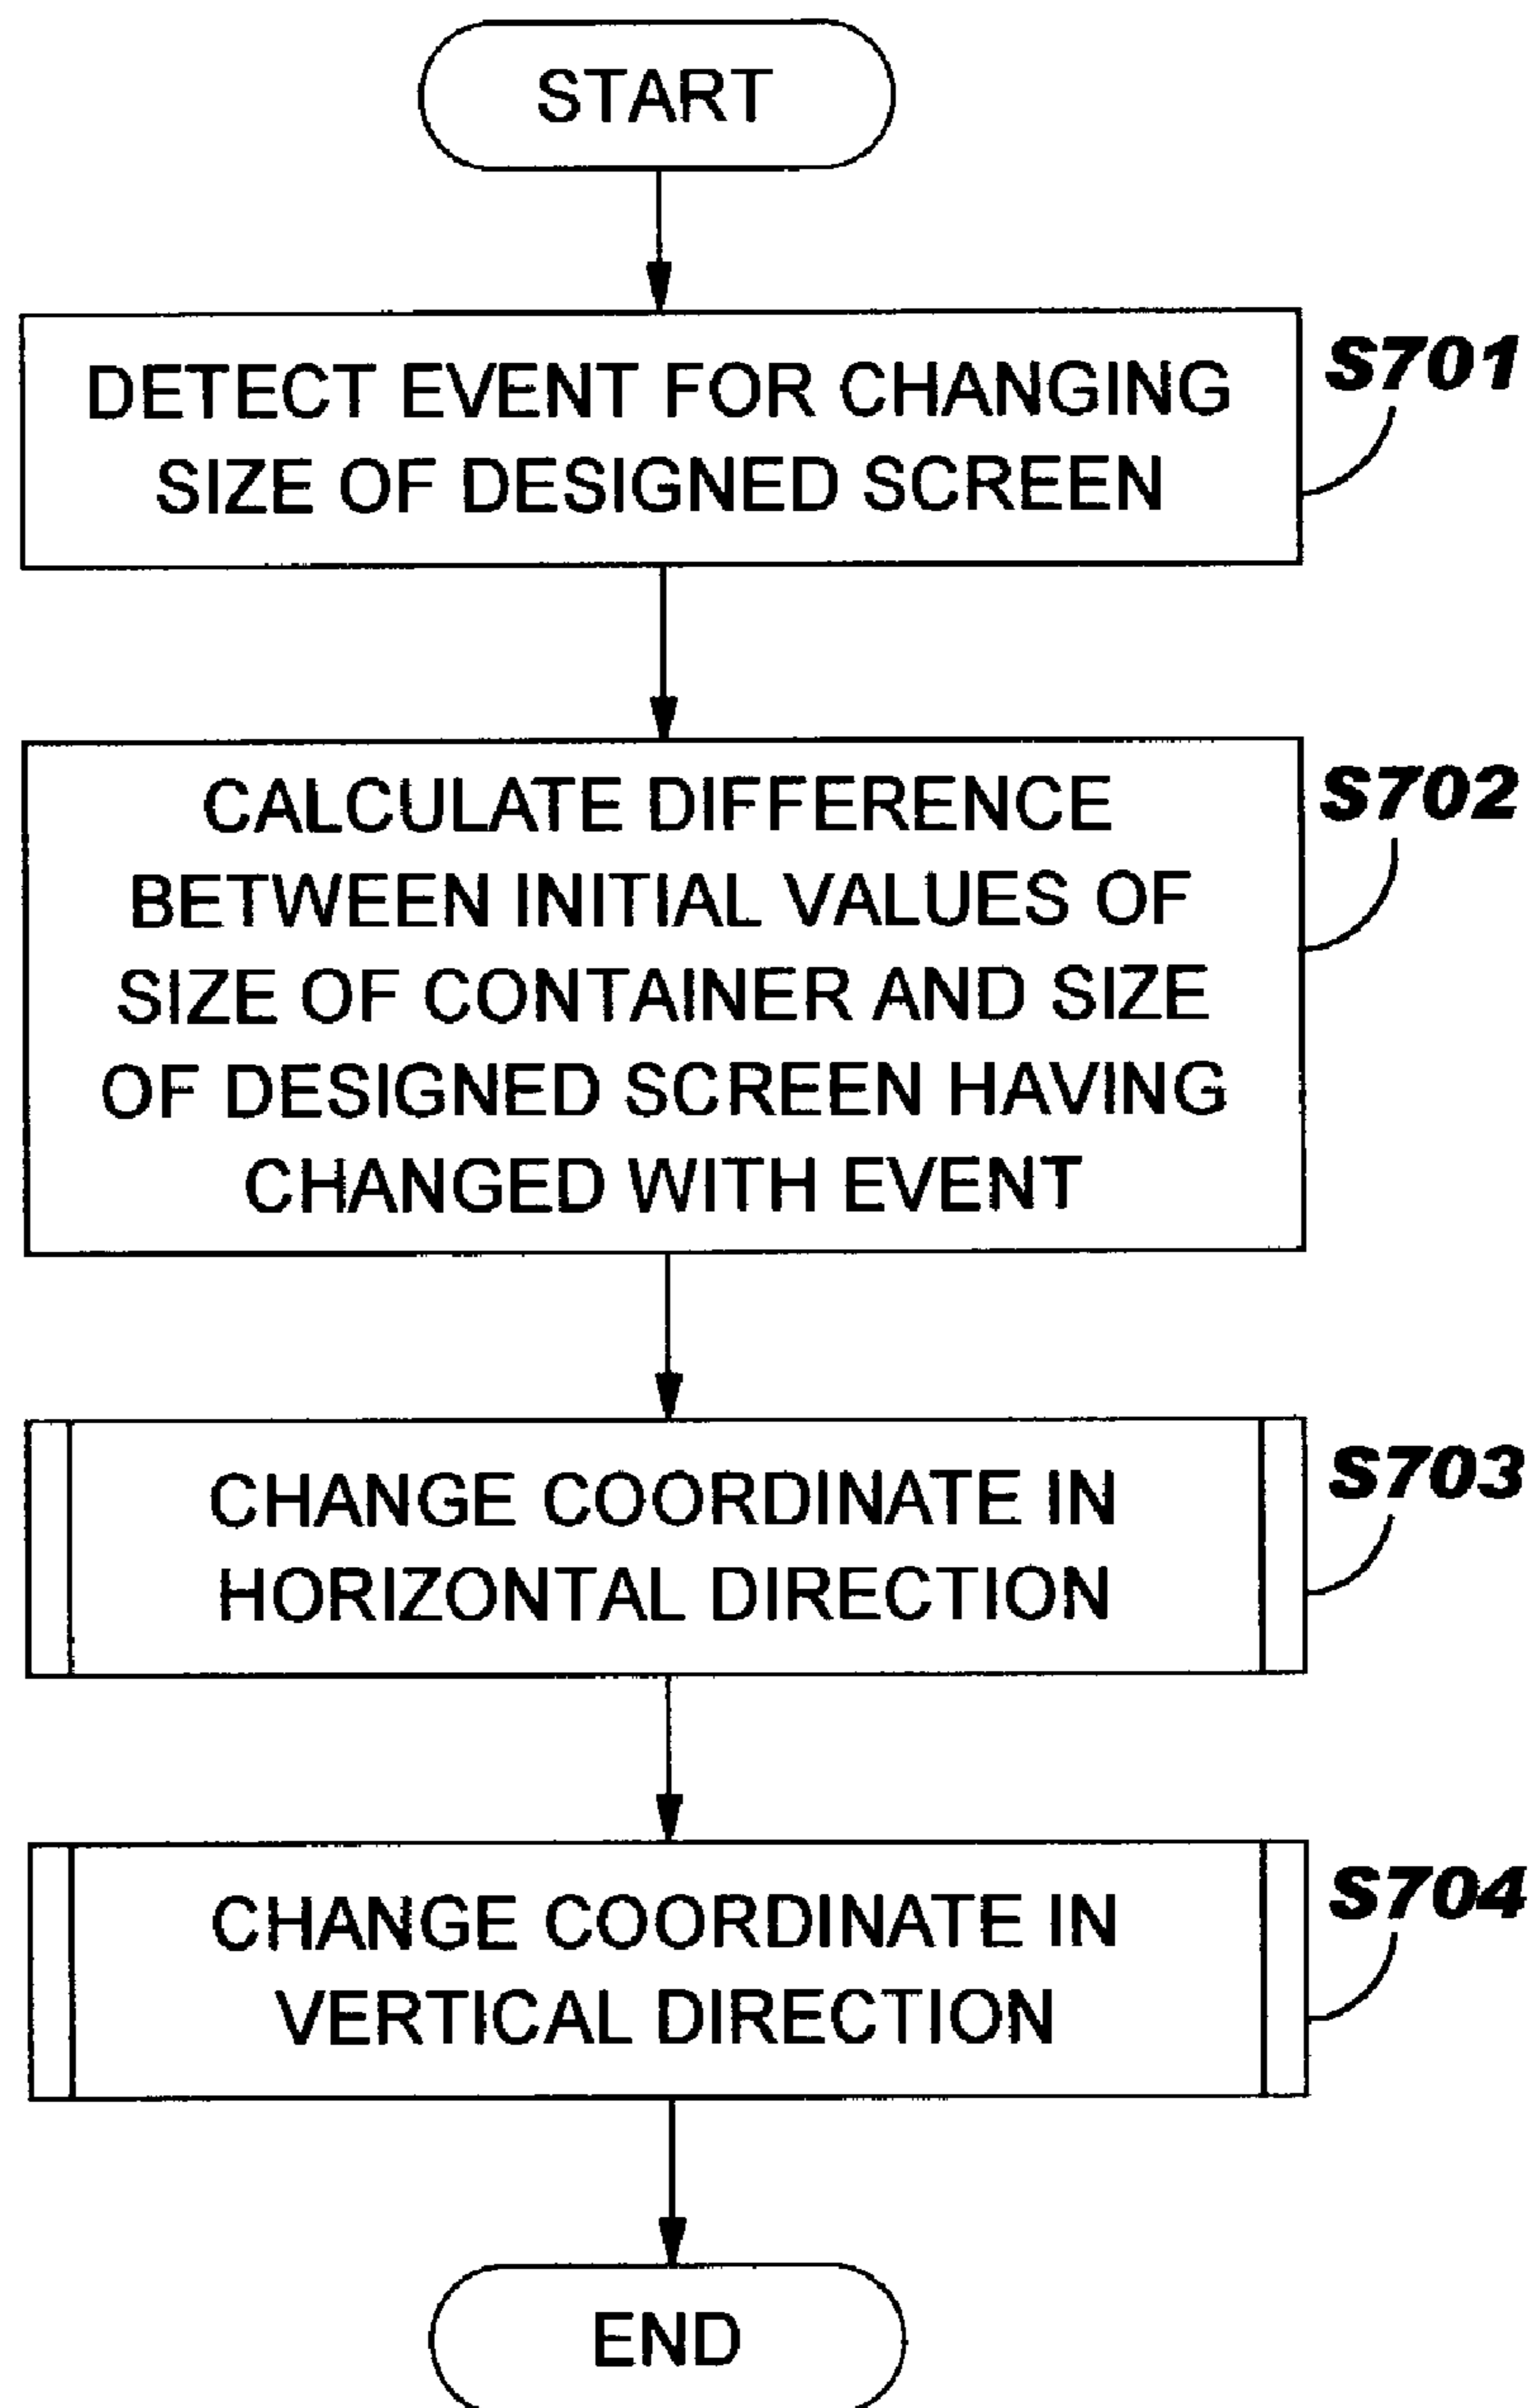 START
DETECT EVENT FOR CHANGING
SIZE OF DESIGNED SCREEN
S701
CALCULATE DIFFERENCE
BETWEEN INITIAL VALUES OF
SIZE OF CONTAINER AND SIZE
OF DESIGNED SCREEN HAVING
CHANGED WITH EVENT
S702
CHANGE COORDINATE IN
HORIZONTAL DIRECTION
S703
CHANGE COORDINATE IN
VERTICAL DIRECTION
S704
END